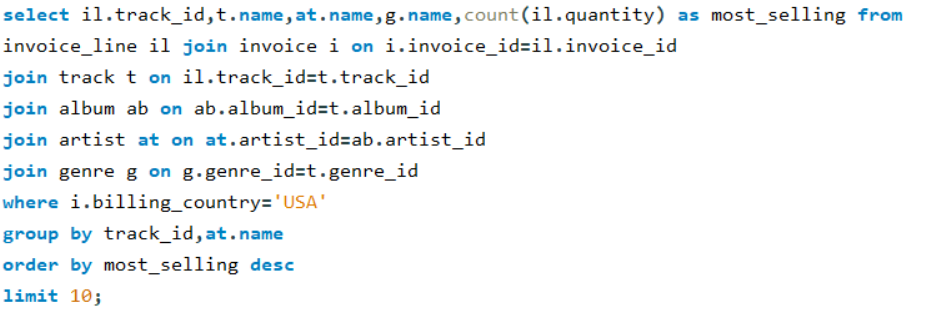 select il.track_id,t.name,at.name,g.name,count(il.quantity) as most_selling from
invoice_line il join invoice i on i.invoice_id=il.invoice_id
join track t on il.track_id=t.track_id
join album ab on ab.album_id=t.album_id
join artist at on at.artist_id=ab.artist_id
join genre g on g.genre_id=t.genre_id
where i.billing_country='USA'
group by track_id,at.name
order by most_selling desc
limit 10;